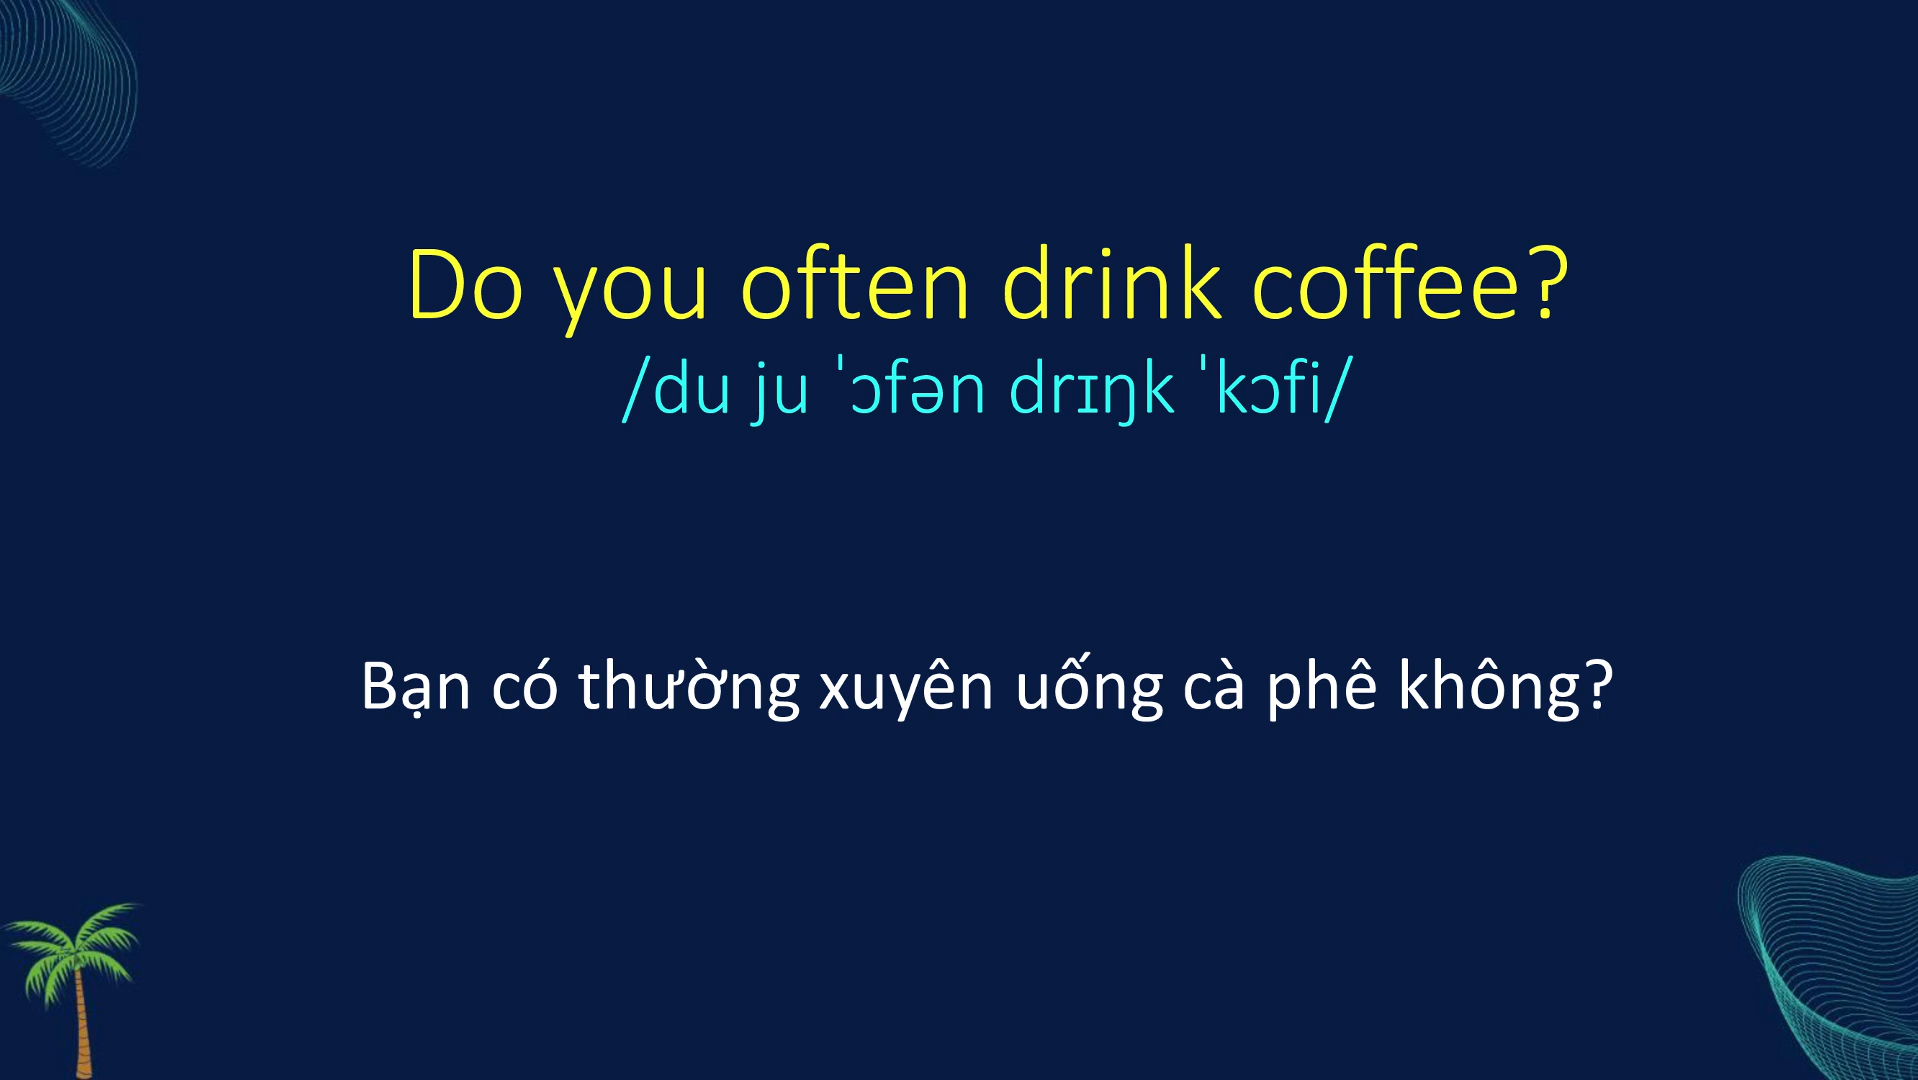 Do you often drink coffee?
/du ju ˈɔfən drɪŋk ˈkɔfi/
Bạn có thường xuyên uống cà phê không?